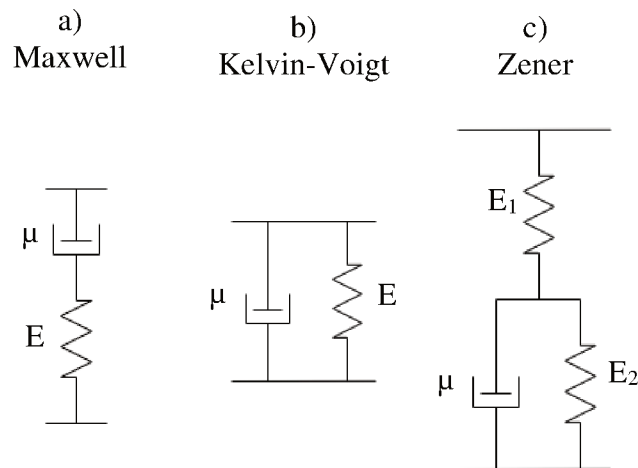 a)
Maxwell
μ
E
b)
Kelvin-Voigt
μ
E
c)
Zener
E₁
μ
E₂